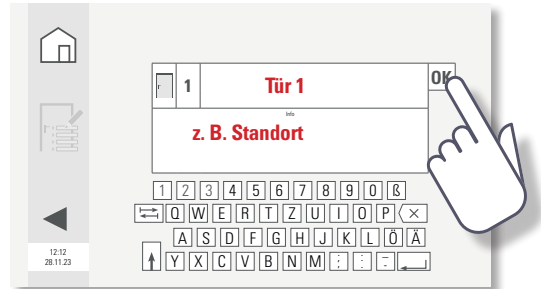 OK
1 Tür 1
Info
z. B. Standort
1 2 3 4 5 6 7 8 9 0 ß
Q W E R T Z U I O P
A S D F G H J K L Ö Ä
Y X C V B N M ; : -
12:12
28.11.23